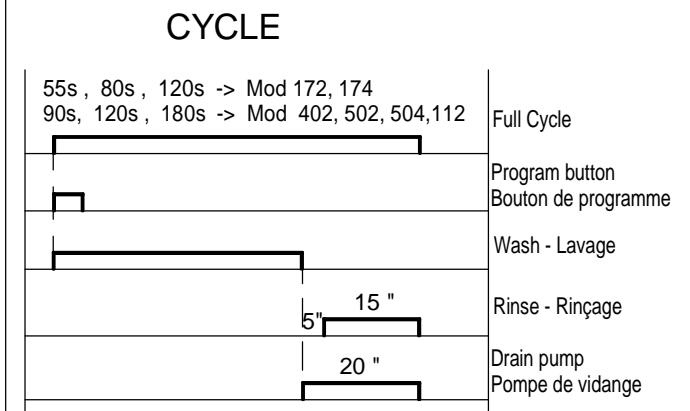 CYCLE
55s , 80s , 120s -> Mod 172, 174
90s, 120s , 180s -> Mod 402, 502, 504,112
Full Cycle
Program button
Bouton de programme
Wash - Lavage
15 "
5"
Rinse - Rinçage
20 "
Drain pump
Pompe de vidange